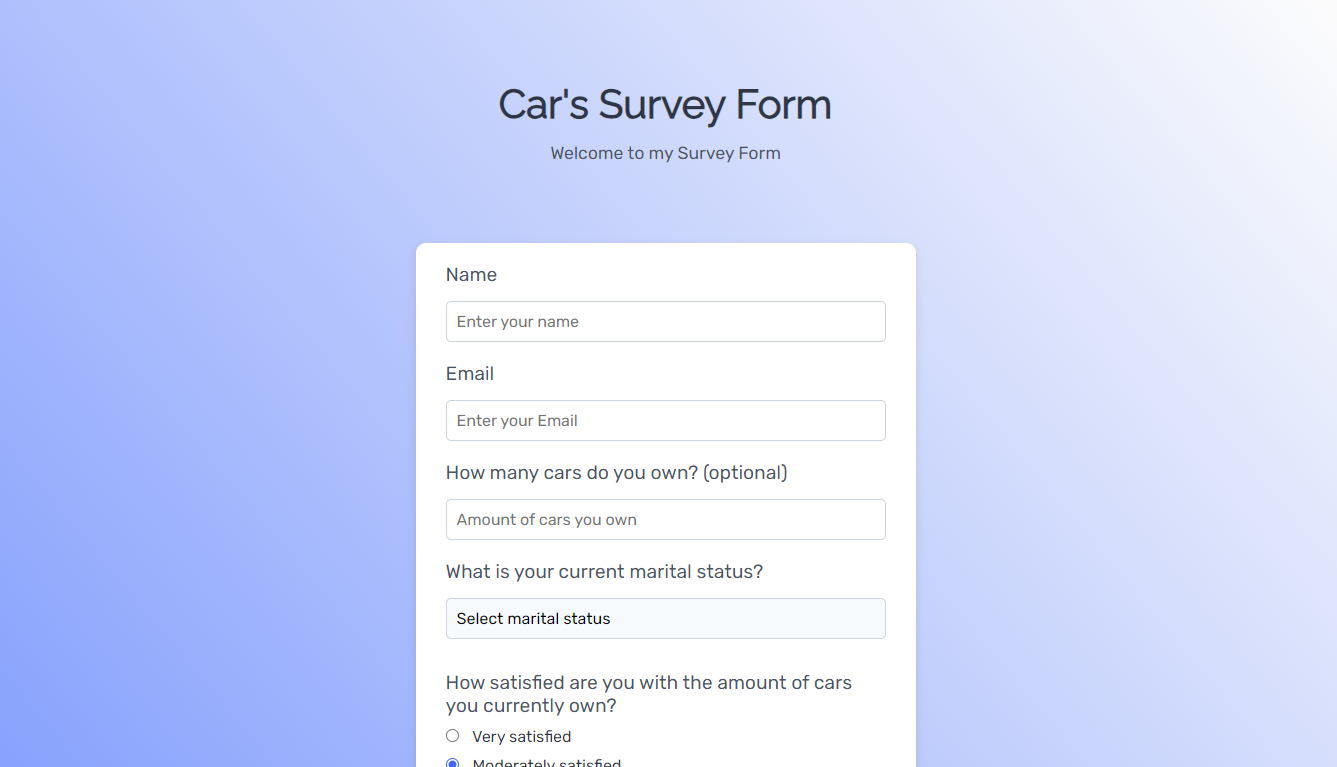 Car's Survey Form
Welcome to my Survey Form
Name
Enter your name
Email
Enter your Email
How many cars do you own? (optional)
Amount of cars you own
What is your current marital status?
Select marital status
How satisfied are you with the amount of cars
you currently own?
Very satisfied
Moderately satisfied